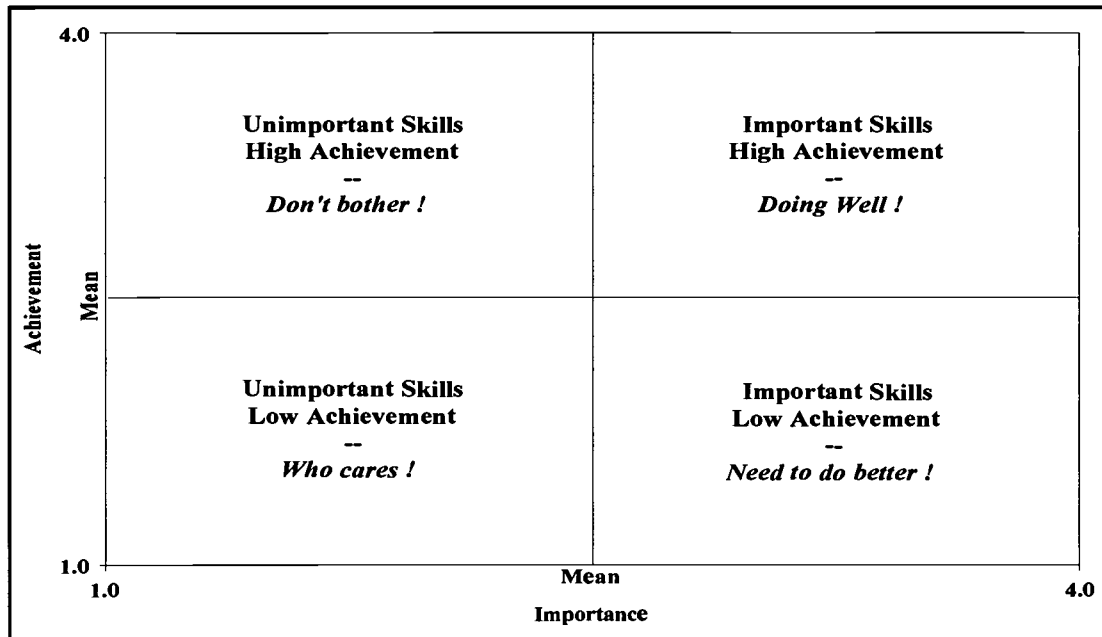 4.0
Unimportant Skills
High Achievement
--
Don't bother !
Important Skills
High Achievement
--
Doing Well !
Achievement
Mean
Unimportant Skills
Low Achievement
--
Who cares !
Important Skills
Low Achievement
--
Need to do better !
1.0
1.0
Mean
4.0
Importance